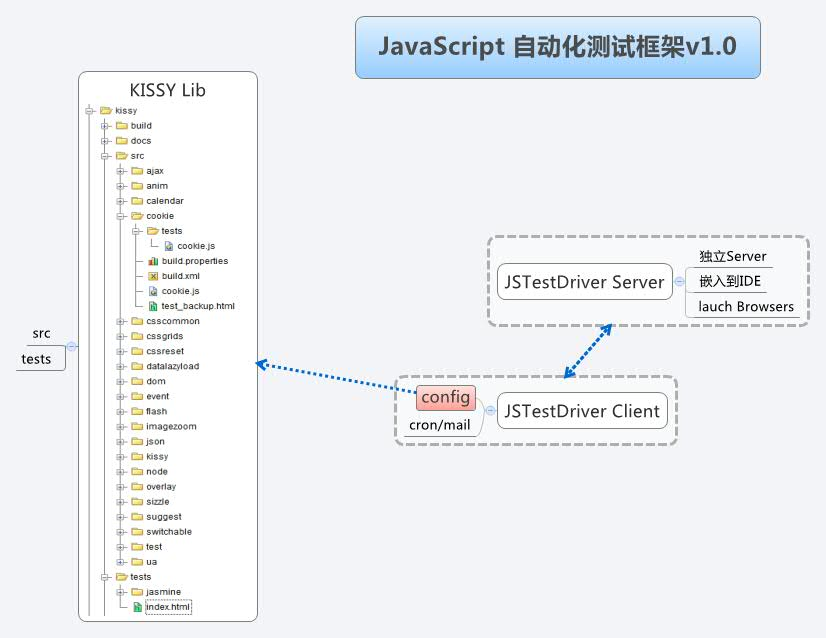 JavaScript 自动化测试框架v1.0
KISSY Lib
kissy
build
docs
src
ajax
anim
calendar
cookie
tests
cookie.js
build.properties
build.xml
cookie.js
test_backup.html
csscommon
cssgrids
cssreset
datalazyload
dom
event
flash
imagezoom
json
kissy
node
overlay
sizzle
suggest
switchable
test
ua
tests
jasmine
index.html
src
tests
JSTestDriver Server
独立Server
嵌入到IDE
lauch Browsers
config
cron/mail
JSTestDriver Client